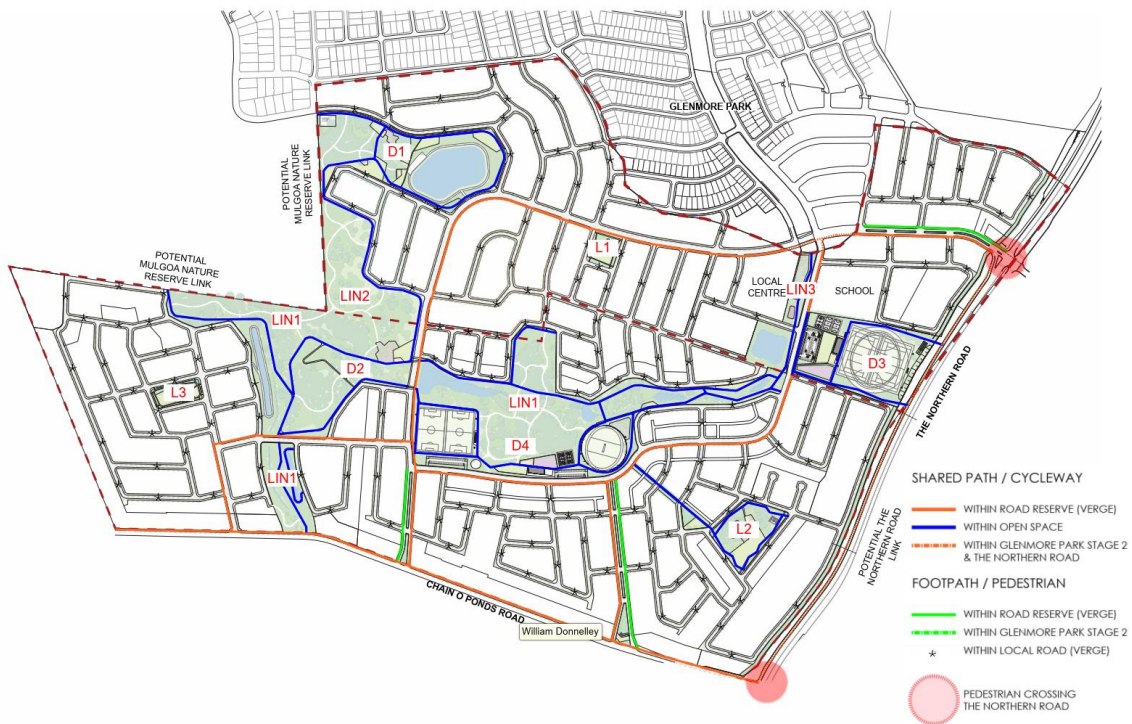 GLENMORE PARK
D1
POTENTIAL
MULGOA NATURE
RESERVE LINK
L1
POTENTIAL
MULGOA NATURE
RESERVE LINK
LIN2
LIN1
LOCAL
CENTRE
LIN3
SCHOOL
D2
D3
L3
LIN1
D4
THE NORTHERN ROAD
LIN1
L2
POTENTIAL THE
NORTHERN ROAD
LINK
CHAIN O PONDS ROAD
William Donnelley
SHARED PATH / CYCLEWAY
WITHIN ROAD RESERVE (VERGE)
WITHIN OPEN SPACE
WITHIN GLENMORE PARK STAGE 2
& THE NORTHERN ROAD
FOOTPATH / PEDESTRIAN
WITHIN ROAD RESERVE (VERGE)
WITHIN GLENMORE PARK STAGE 2
WITHIN LOCAL ROAD (VERGE)
PEDESTRIAN CROSSING
THE NORTHERN ROAD